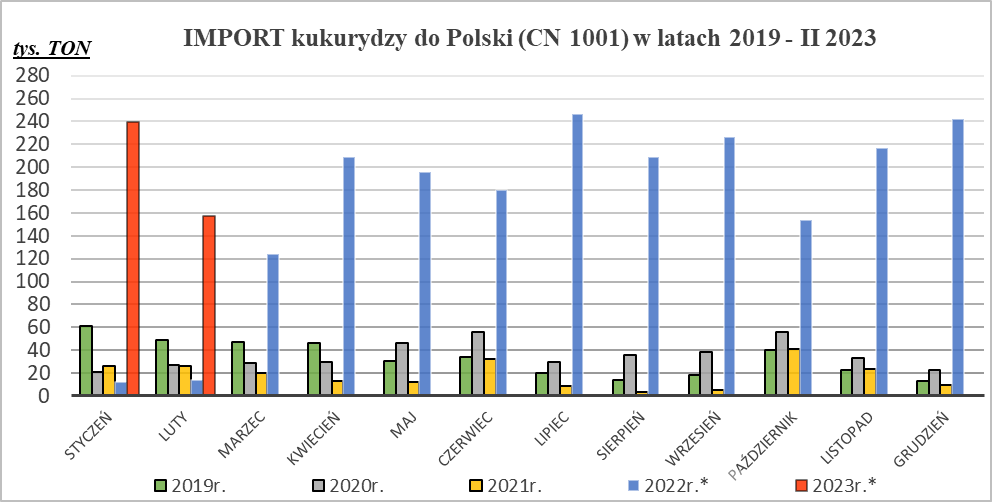 IMPORT kukurydzy do Polski (CN 1001) w latach 2019 - II 2023
tys. TON
280
260
240
220
200
180
160
140
120
100
80
60
40
20
0
STYCZEŃ
LUTY
MARZEC
KWIECIEŃ
MAJ
CZERWIEC
LIPIEC
SIERPIEŃ
WRZESIEŃ
PAŹDZIERNIK
LISTOPAD
GRUDZIEŃ
2019r. 2020r. 2021r. 2022r.* 2023r.*